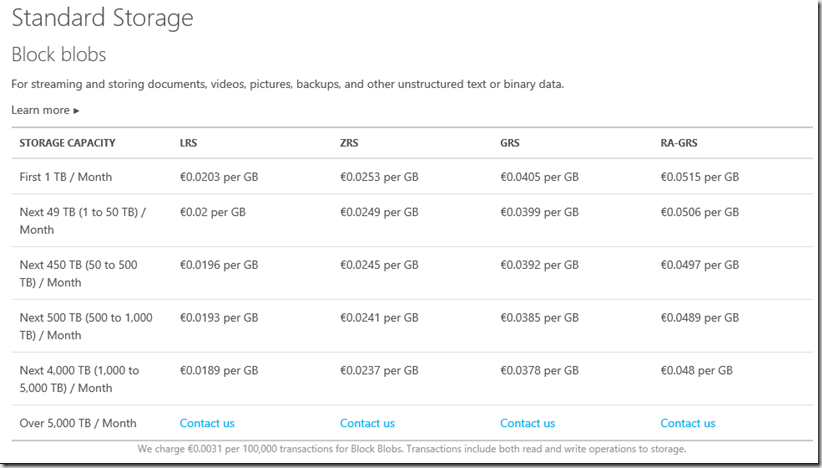 Standard Storage
Block blobs
For streaming and storing documents, videos, pictures, backups, and other unstructured text or binary data.
Learn more ▸
STORAGE CAPACITY LRS ZRS GRS RA-GRS
First 1 TB / Month €0.0203 per GB €0.0253 per GB €0.0405 per GB €0.0515 per GB
Next 49 TB (1 to 50 TB) / €0.02 per GB €0.0249 per GB €0.0399 per GB €0.0506 per GB
Month
Next 450 TB (50 to 500 €0.0196 per GB €0.0245 per GB €0.0392 per GB €0.0497 per GB
TB) / Month
Next 500 TB (500 to 1,000 €0.0193 per GB €0.0241 per GB €0.0385 per GB €0.0489 per GB
TB) / Month
Next 4,000 TB (1,000 to €0.0189 per GB €0.0237 per GB €0.0378 per GB €0.048 per GB
5,000 TB) / Month
Over 5,000 TB / Month Contact us Contact us Contact us Contact us
We charge €0.0031 per 100,000 transactions for Block Blobs. Transactions include both read and write operations to storage.